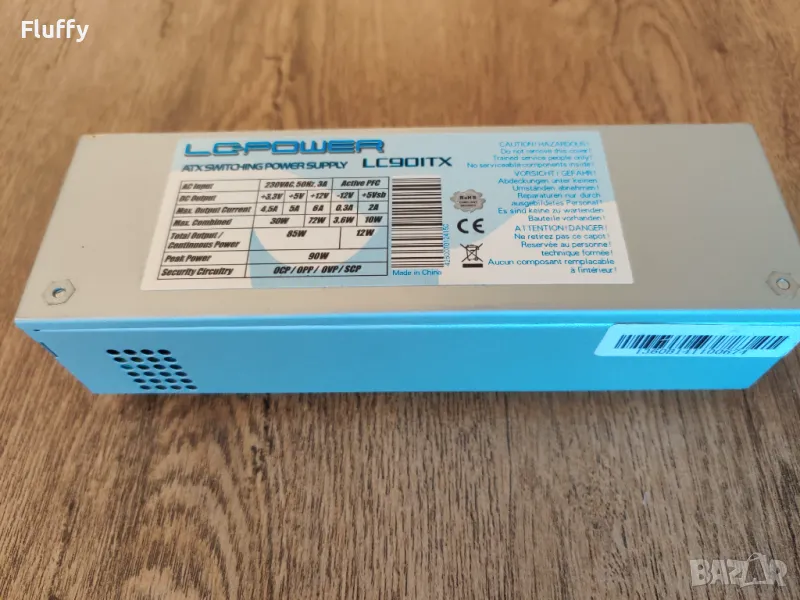 Fluffy
LC-POWER
ATX SWITCHING POWER SUPPLY LC90ITX
AC Input 230VAC, 50Hz, 3A Active PFC
DC Output +3,3V +5V +12V -12V +5Vsb
Max. Output Current 4,5A 5A 6A 0,3A 2A
Max. Combined 30W 72W 3,6W 10W
Total Output / Continuous Power 85W 12W
Peak Power 90W
Security Circuitry OCP / OPP / OVP / SCP
RoHS
CE
Made in China
CAUTION! HAZARDOUS!
Do not remove this cover!
Trained service people only!
No serviceable components inside!
VORSICHT! GEFAHR!
Abdeckungen unter keinen
Umständen abnehmen!
Reparaturen nur durch
ausgebildetes Personal!
Es sind keine zu wartenden
Bauteile vorhanden!
ATTENTION! DANGER!
Ne retirez pas ce capos!
Réservée au personnel
technique formée!
Aucun composant remplacable
à l'intérieur!
BAZAR